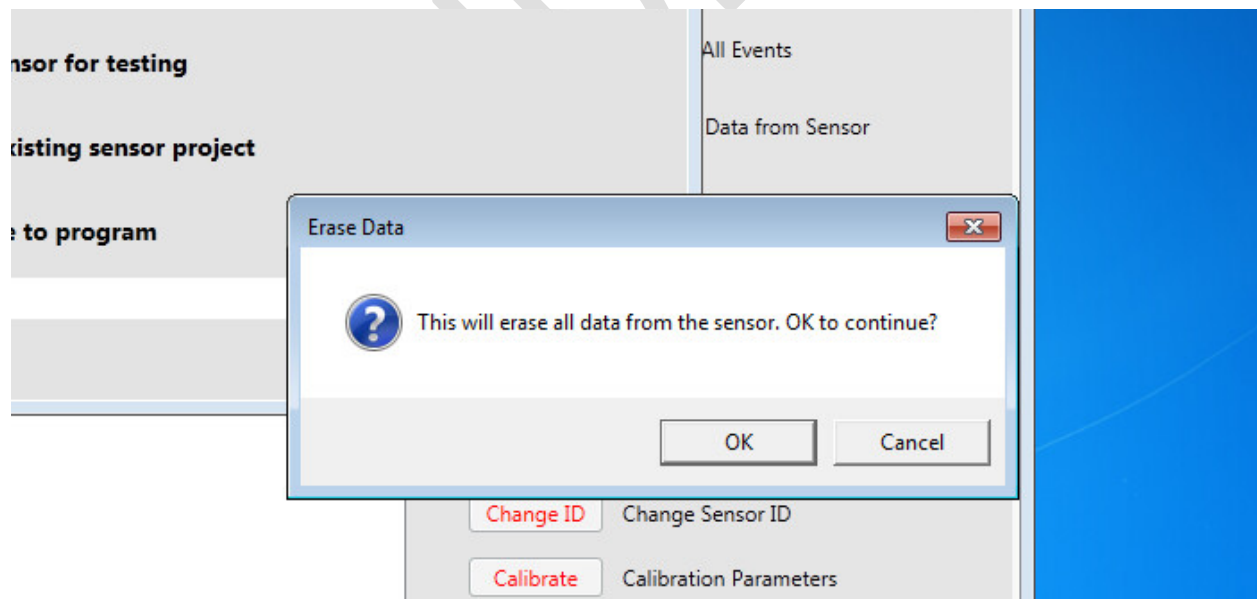 nsor for testing
All Events
Data from Sensor
xisting sensor project
e to program
Erase Data
This will erase all data from the sensor. OK to continue?
OK
Cancel
Change ID
Change Sensor ID
Calibrate
Calibration Parameters